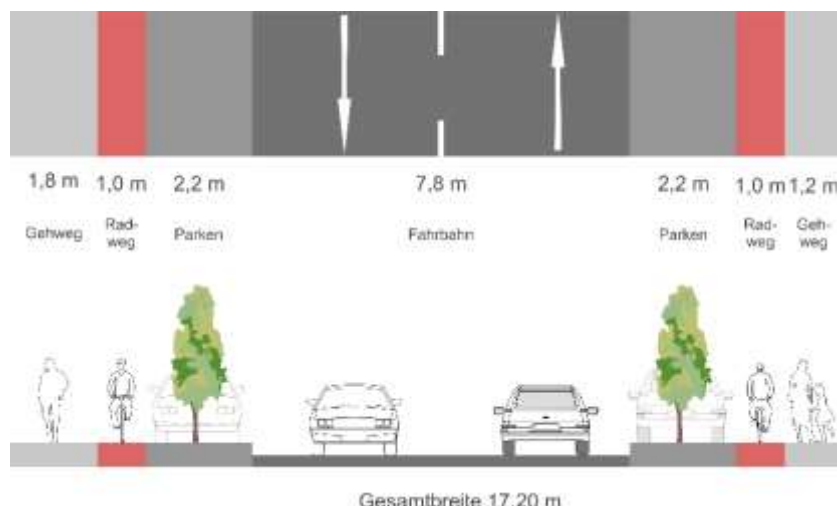 1,8 m 1,0 m 2,2 m 7,8 m 2,2 m 1,0 m 1,2 m
Gehweg Rad- Parken Fahrbahn Parken Rad- Geh-
weg weg weg
Gesamtbreite 17,20 m